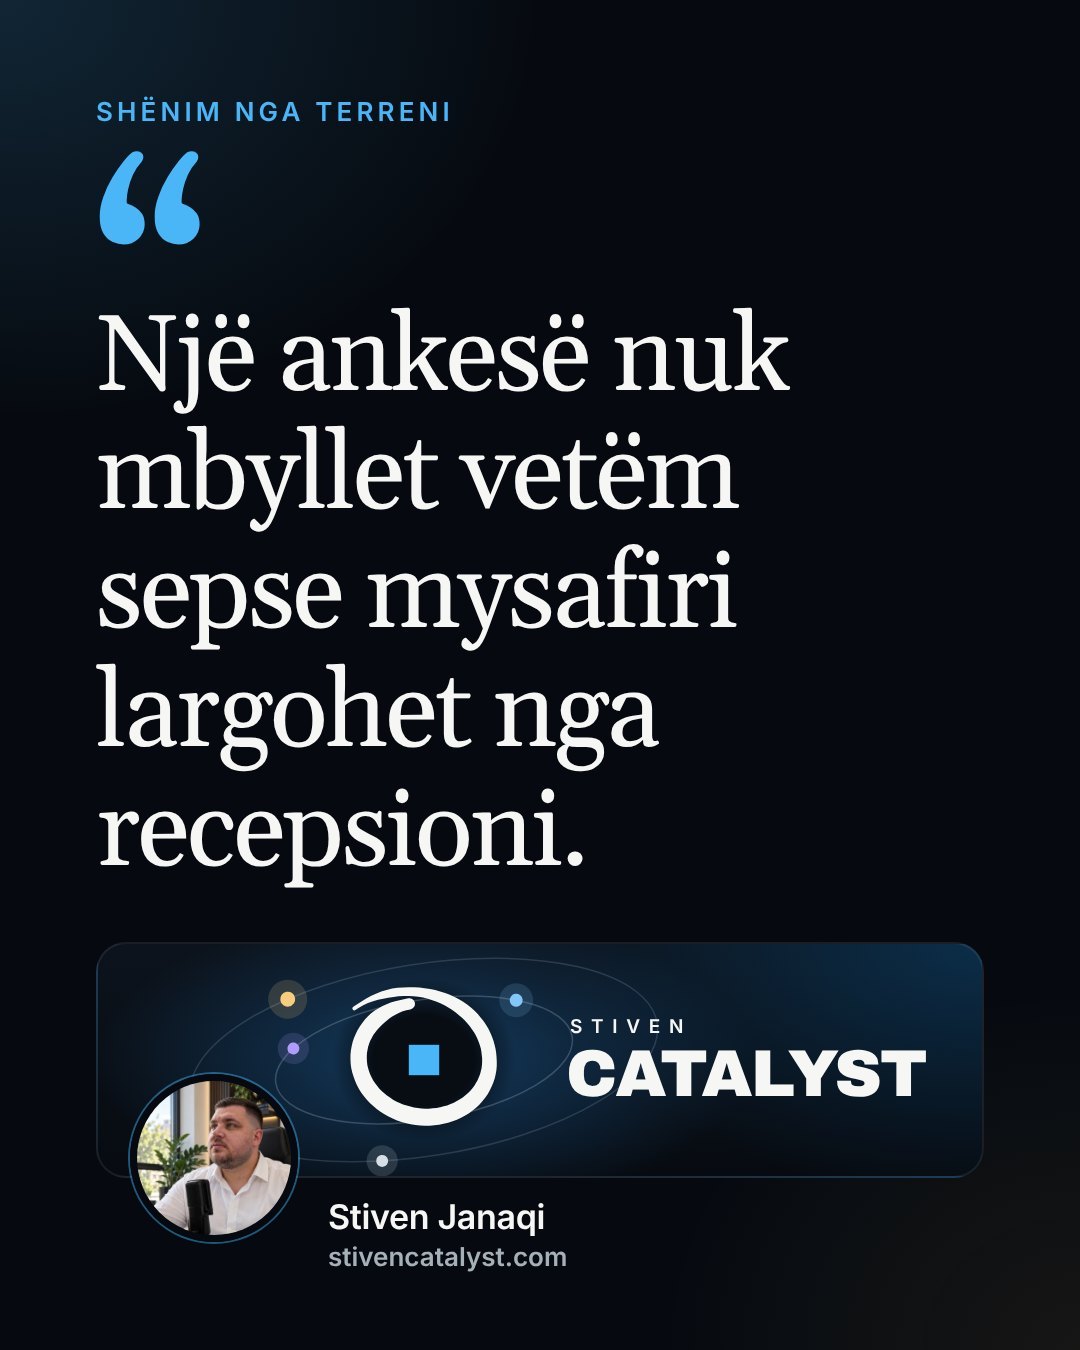 SHËNIM NGA TERRENI
“
Një ankesë nuk
mbyllet vetëm
sepse mysafiri
largohet nga
recepsioni.
STIVEN
CATALYST
Stiven Janaqi
stivencatalyst.com